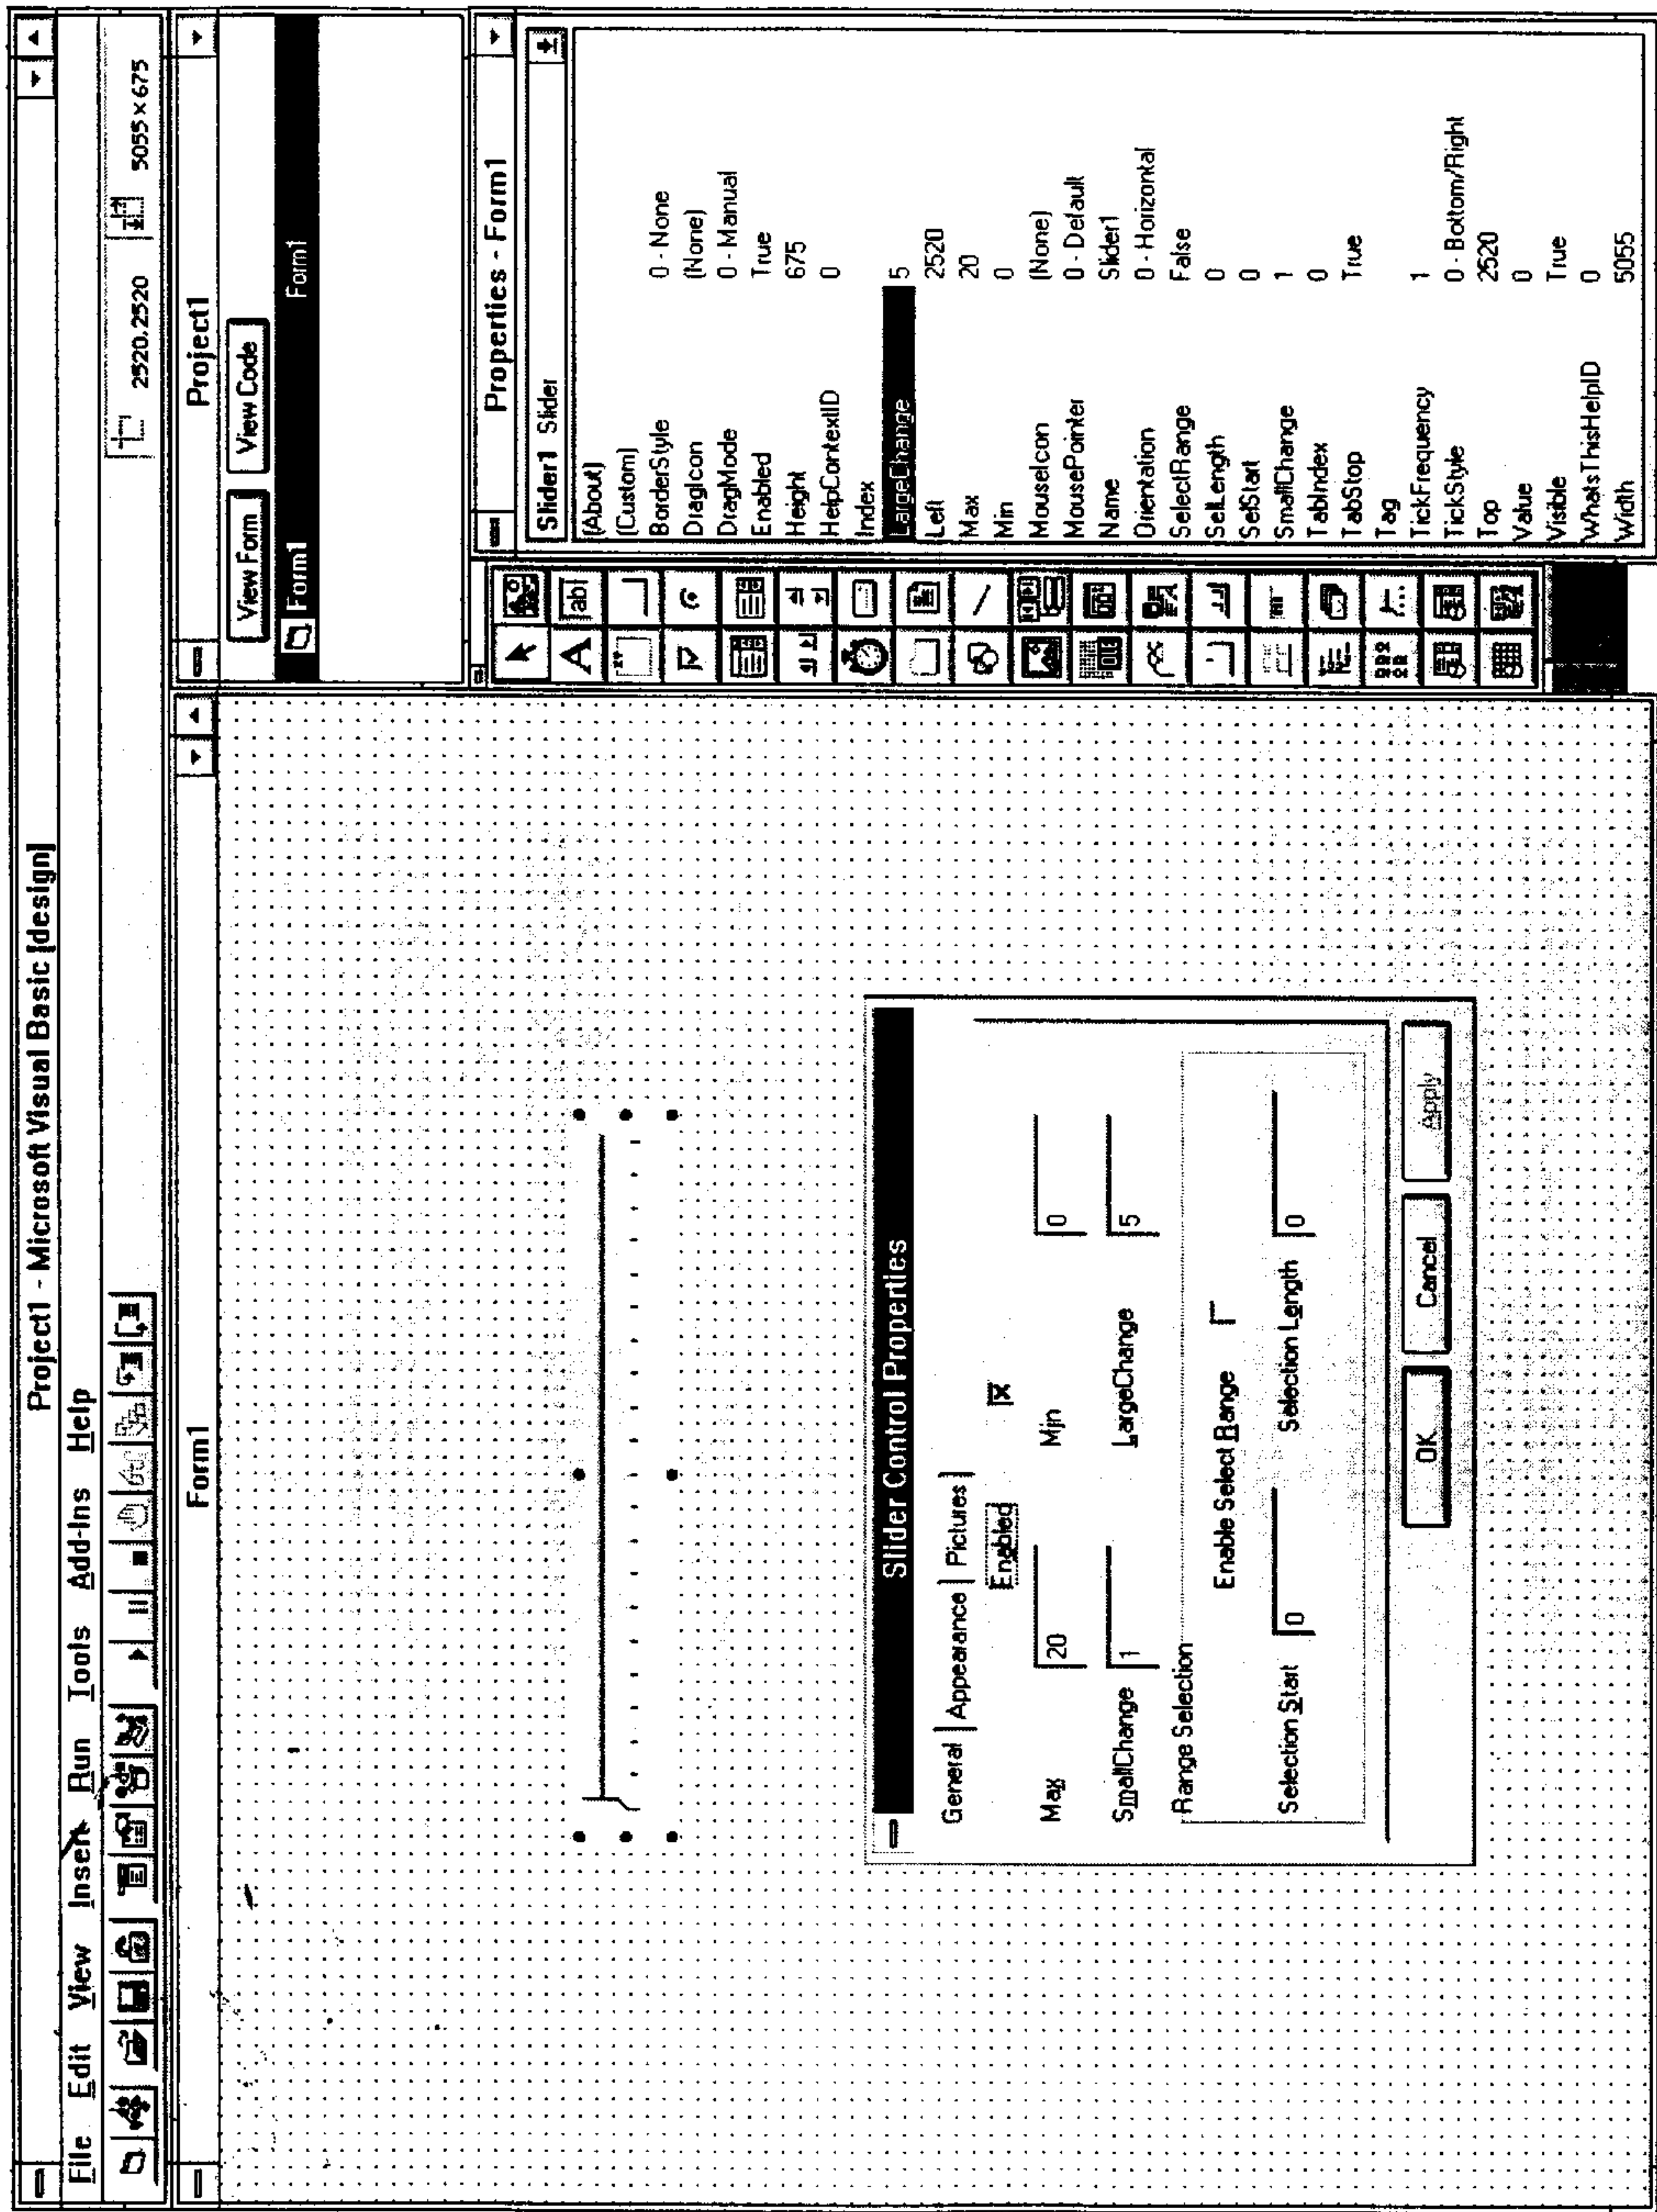 Project1 - Microsoft Visual Basic [design]
File Edit View Insert Run Tools Add-Ins Help
2520,2520 5055 × 675
Form1
Slider Control Properties
General Appearance Pictures
Enabled
Max 20 Min 0
SmallChange 1 LargeChange 5
Range Selection
Enable Select Range
Selection Start 0 Selection Length 0
OK Cancel Apply
Project1
View Form View Code
Form1 Form1
A ab|
Properties - Form1
Slider1 Slider
(About)
(Custom)
BorderStyle 0 - None
DragIcon (None)
DragMode 0 - Manual
Enabled True
Height 675
HelpContextID 0
Index
LargeChange 5
Left 2520
Max 20
Min 0
MouseIcon (None)
MousePointer 0 - Default
Name Slider1
Orientation 0 - Horizontal
SelectRange False
SelLength 0
SelStart 0
SmallChange 1
TabIndex 0
TabStop True
Tag
TickFrequency 1
TickStyle 0 - Bottom/Right
Top 2520
Value 0
Visible True
WhatsThisHelpID 0
Width 5055